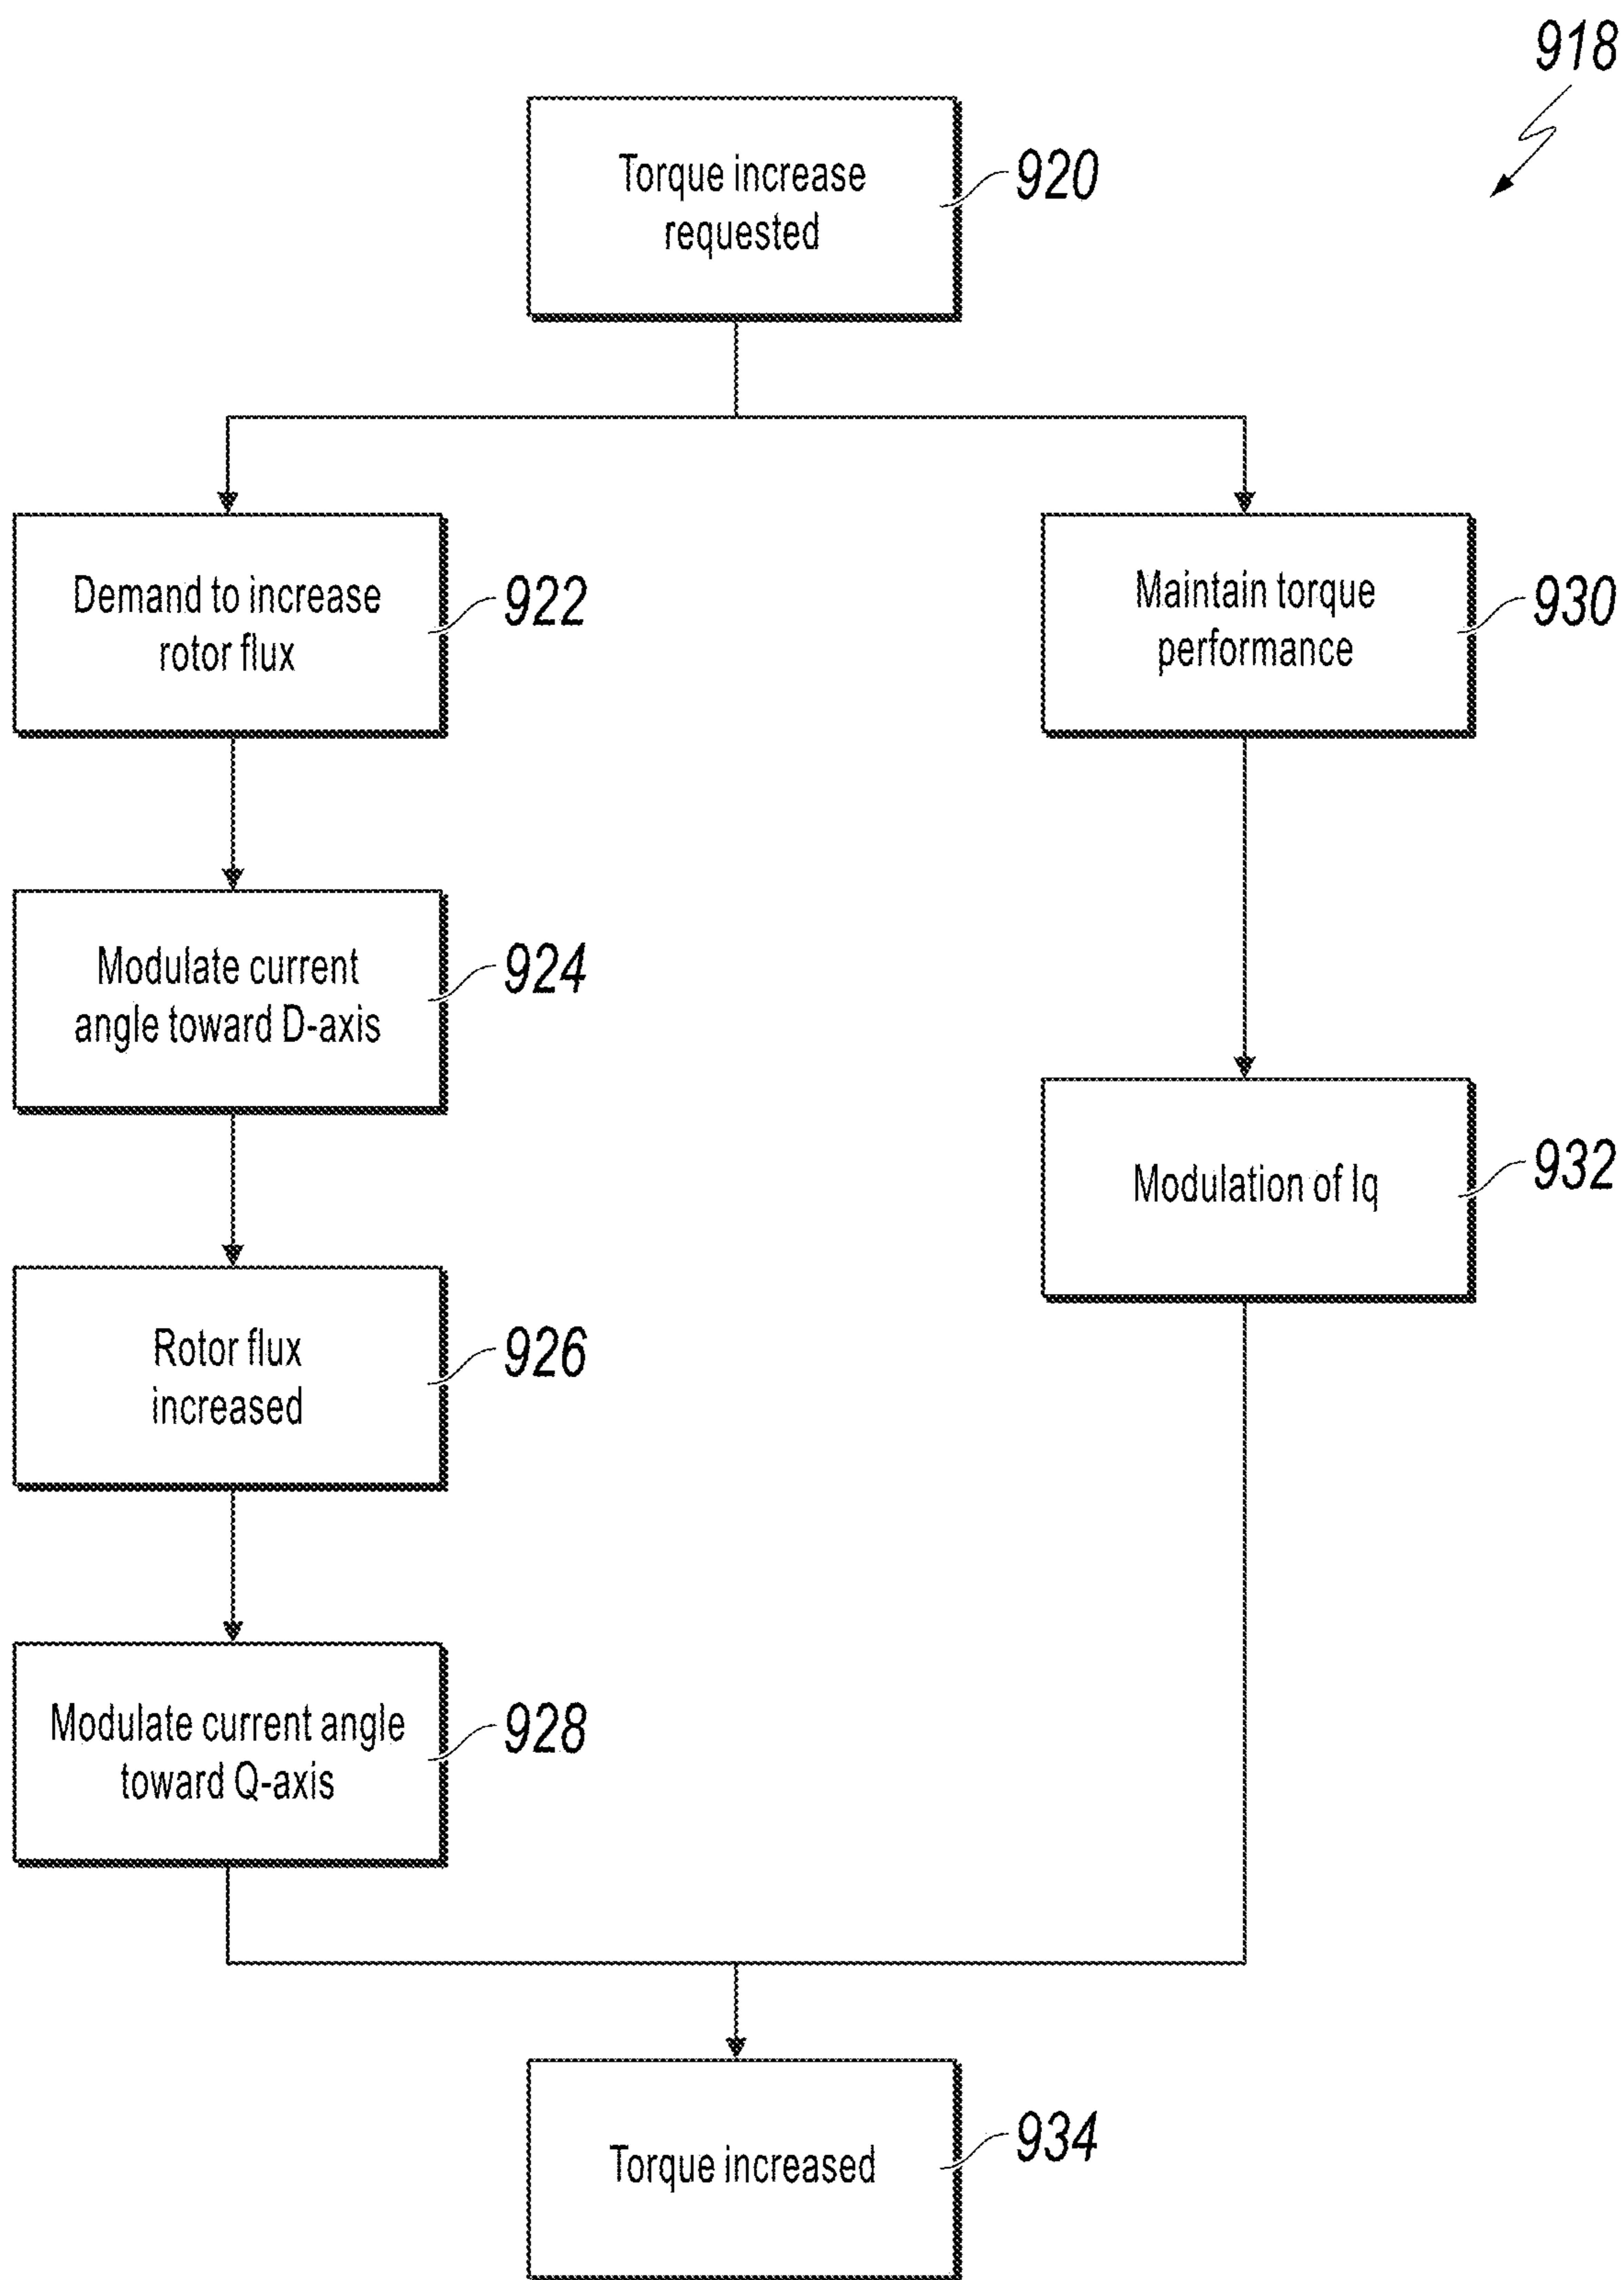 918
Torque increase
requested
920
Demand to increase
rotor flux
922
Maintain torque
performance
930
Modulate current
angle toward D-axis
924
Modulation of Iq
932
Rotor flux
increased
926
Modulate current angle
toward Q-axis
928
Torque increased
934